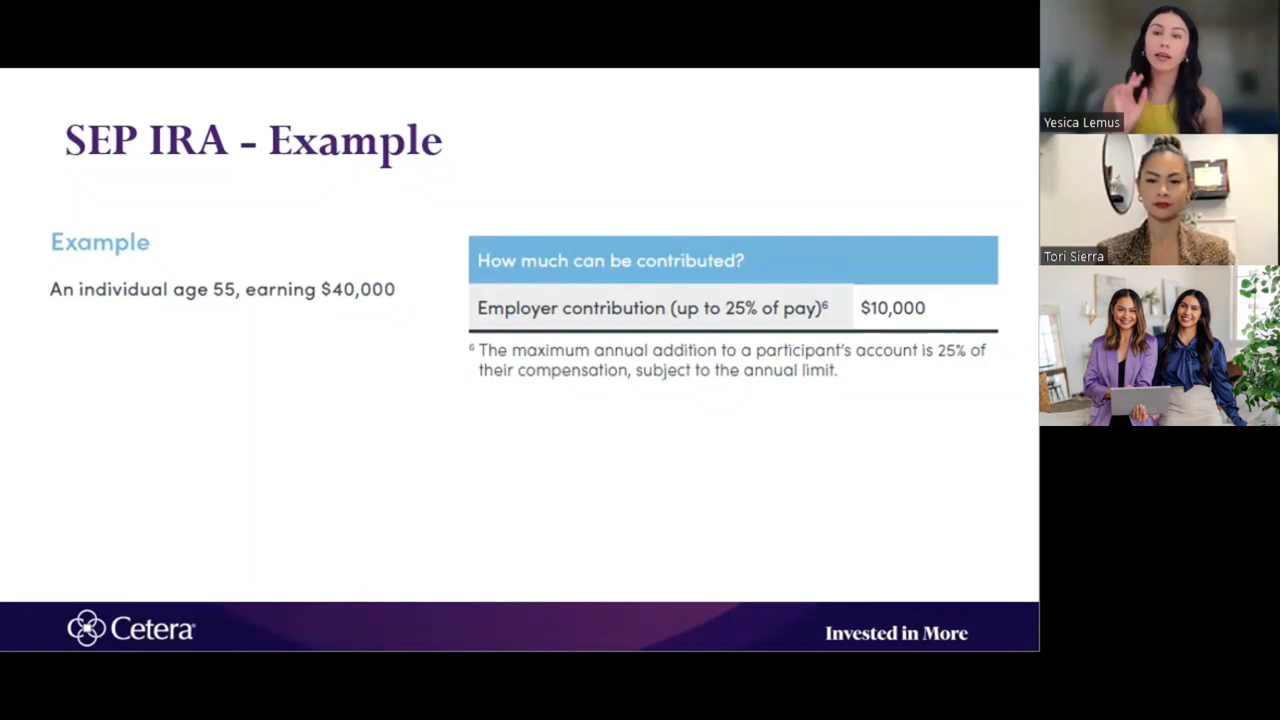 SEP IRA - Example
Example
An individual age 55, earning $40,000
How much can be contributed?
Employer contribution (up to 25% of pay)⁶ $10,000
⁶ The maximum annual addition to a participant's account is 25% of
their compensation, subject to the annual limit.
Cetera®
Invested in More
Yesica Lemus
Tori Sierra